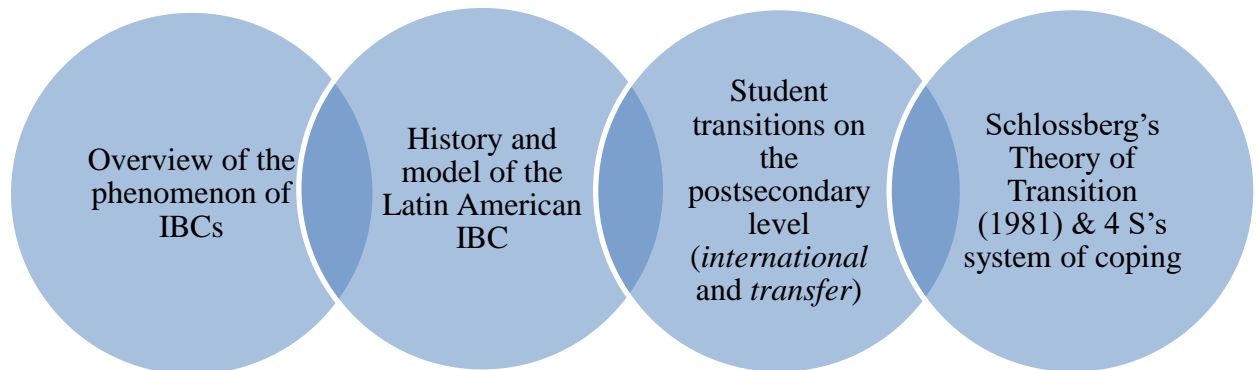 Overview of the
phenomenon of
IBCs
History and
model of the
Latin American
IBC
Student
transitions on
the
postsecondary
level
(international
and transfer)
Schlossberg's
Theory of
Transition
(1981) & 4 S's
system of coping